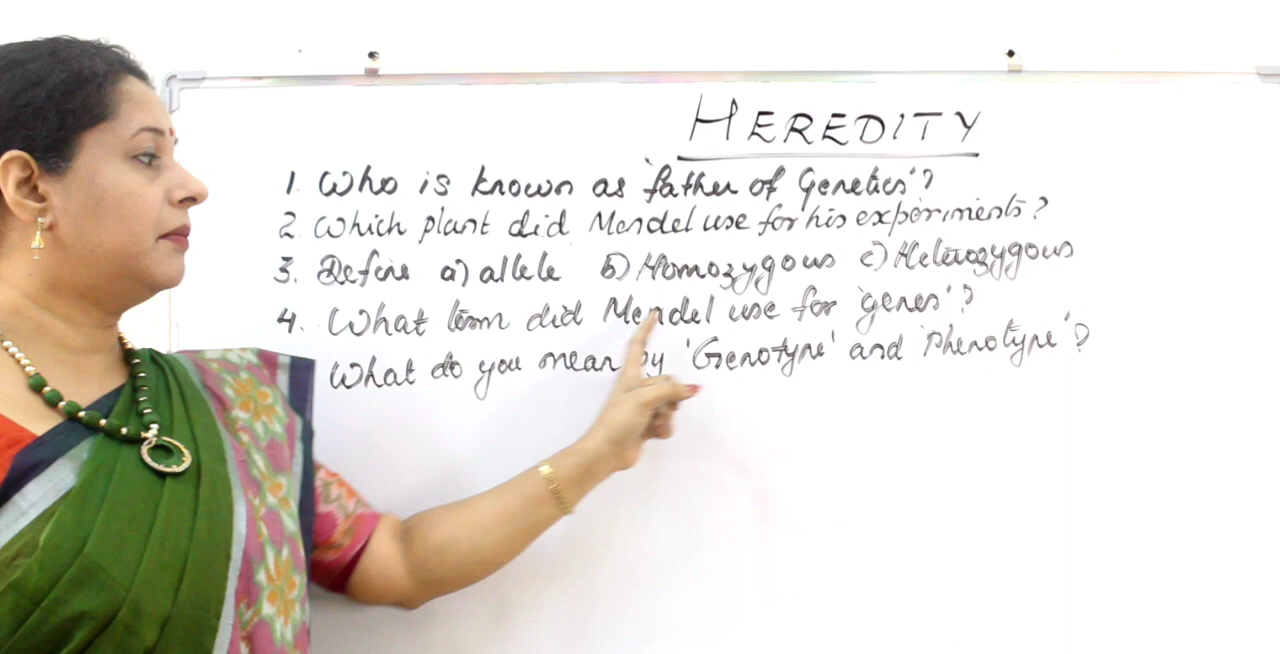 HEREDITY
1. Who is known as 'father of Genetics'?
2. Which plant did Mendel use for his experiments?
3. Define a) allele b) Homozygous c) Heterozygous
4. What term did Mendel use for 'genes'?
What do you mean by 'Genotype' and 'Phenotype'?